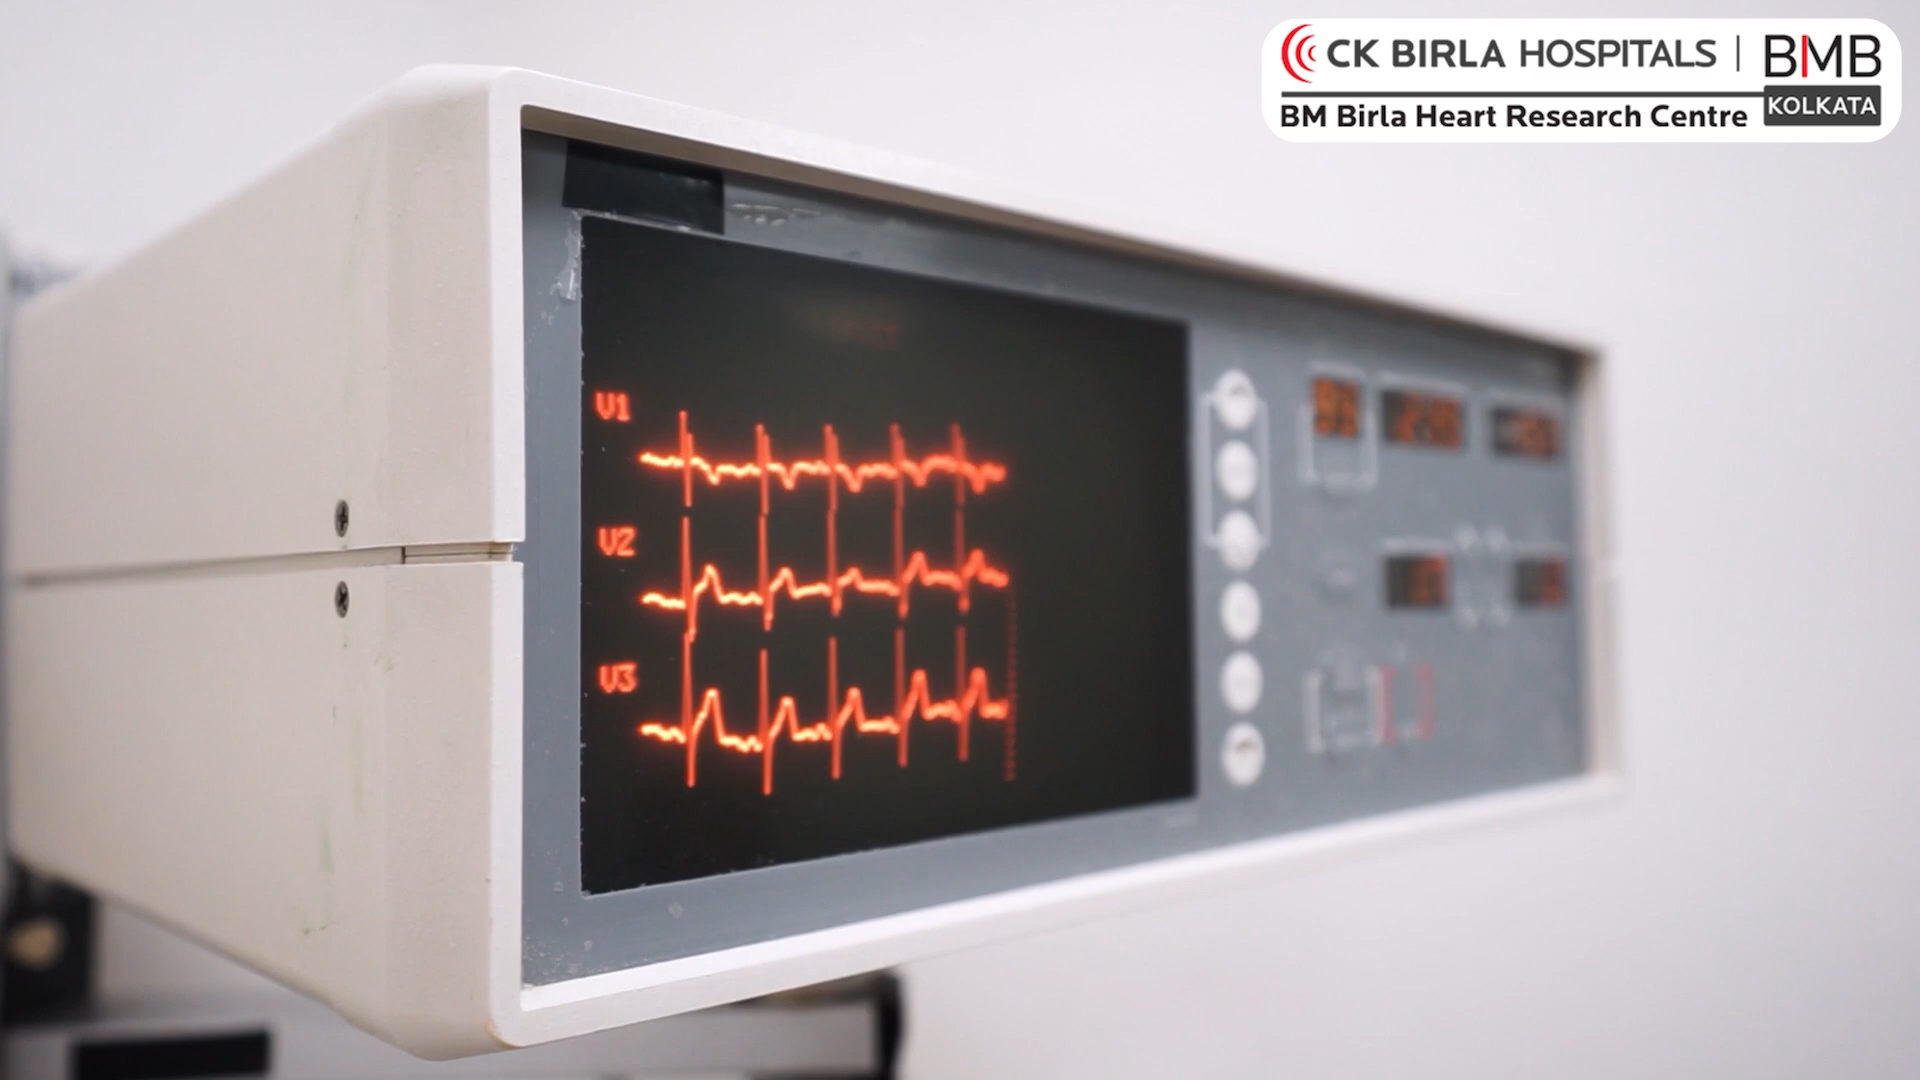 CK BIRLA HOSPITALS | BMB
BM Birla Heart Research Centre KOLKATA
V1
V2
V3